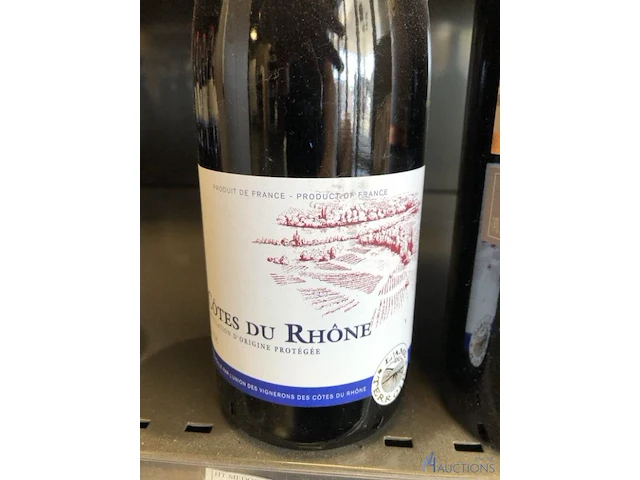 PRODUIT DE FRANCE - PRODUCT OF FRANCE
CÔTES DU RHÔNE
D'ORIGINE PROTÉGÉE
L'UNION DES VIGNERONS DES CÔTES DU RHÔNE
AUCTIONS